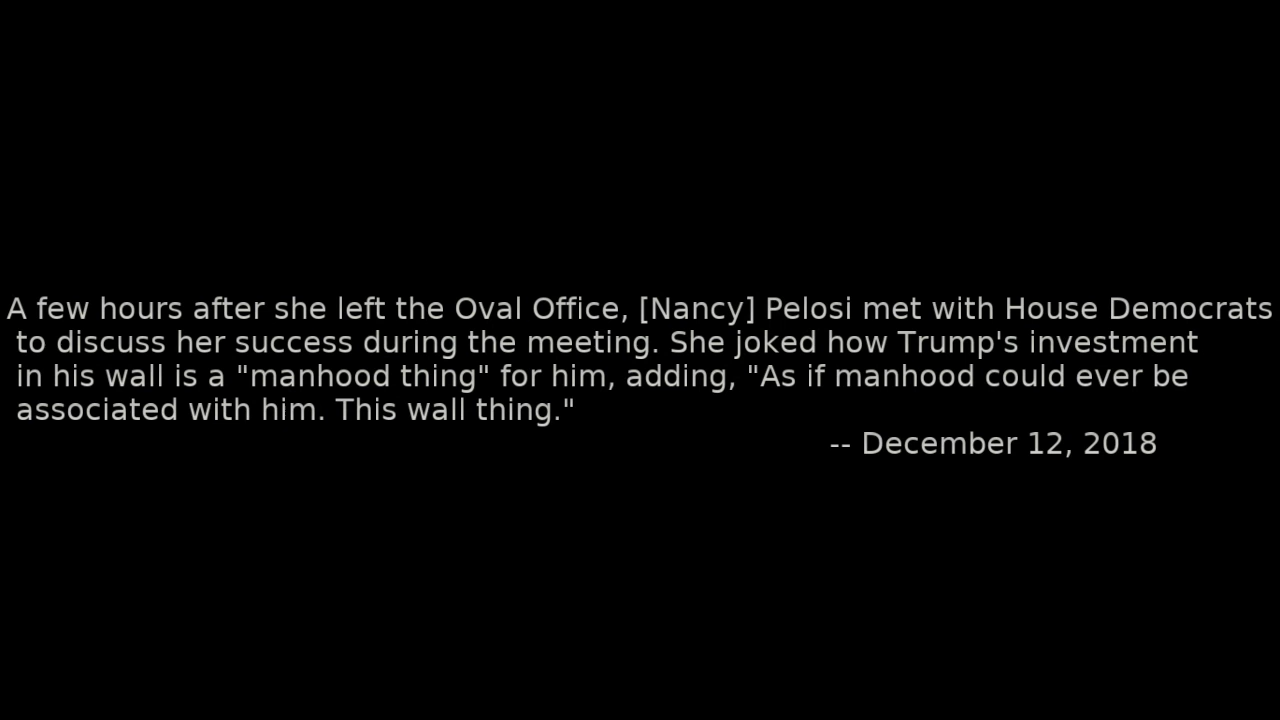 A few hours after she left the Oval Office, [Nancy] Pelosi met with House Democrats
to discuss her success during the meeting. She joked how Trump's investment
in his wall is a "manhood thing" for him, adding, "As if manhood could ever be
associated with him. This wall thing."
-- December 12, 2018